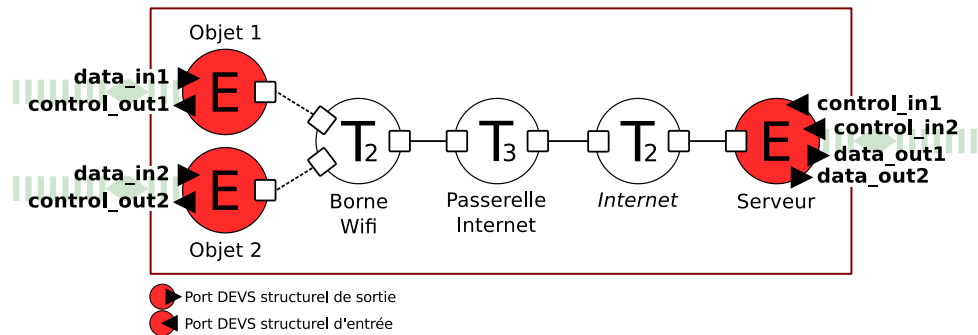 Objet 1
data_in1
control_out1
E
data_in2
control_out2
E
Objet 2
T2
Borne
Wifi
T3
Passerelle
Internet
T2
Internet
E
Serveur
control_in1
control_in2
data_out1
data_out2
Port DEVS structurel de sortie
Port DEVS structurel d'entrée